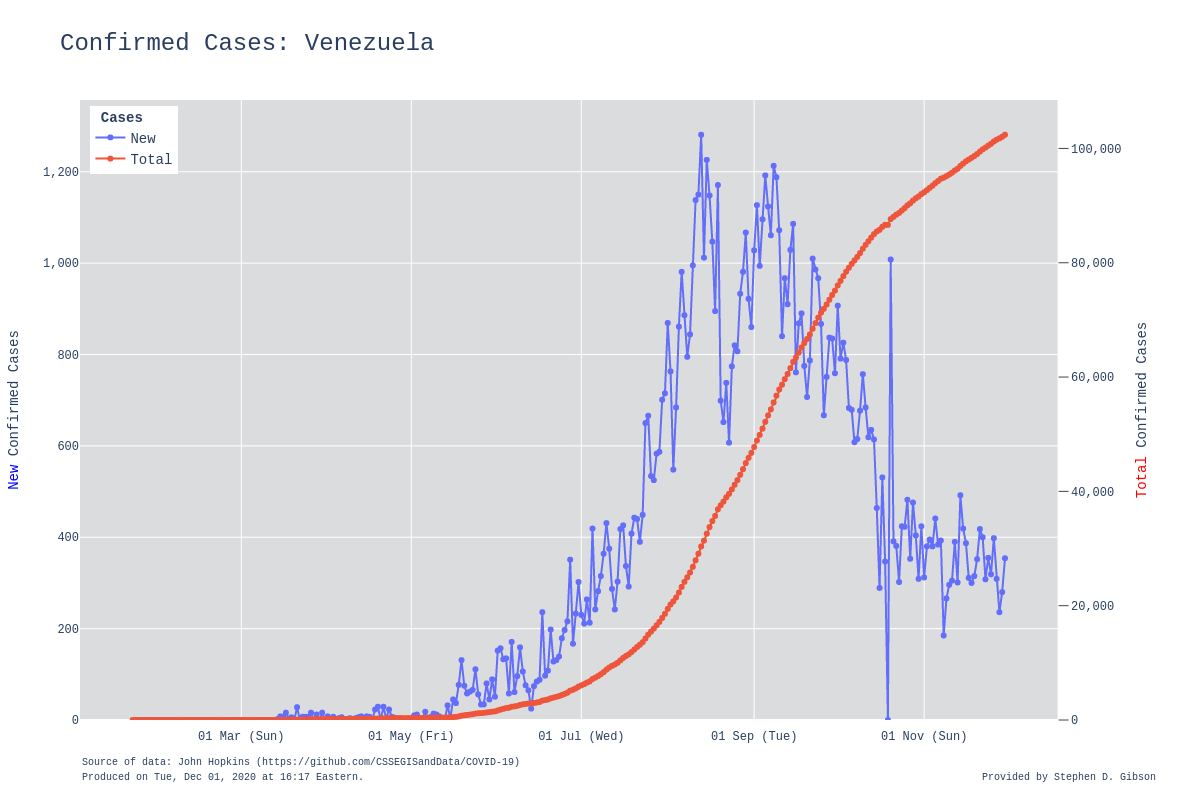 Confirmed Cases: Venezuela
Cases
New
Total
1,200
1,000
800
600
400
200
0
100,000
80,000
60,000
40,000
20,000
0
New Confirmed Cases
Total Confirmed Cases
01 Mar (Sun)
01 May (Fri)
01 Jul (Wed)
01 Sep (Tue)
01 Nov (Sun)
Source of data: John Hopkins (https://github.com/CSSEGISandData/COVID-19)
Produced on Tue, Dec 01, 2020 at 16:17 Eastern.
Provided by Stephen D. Gibson